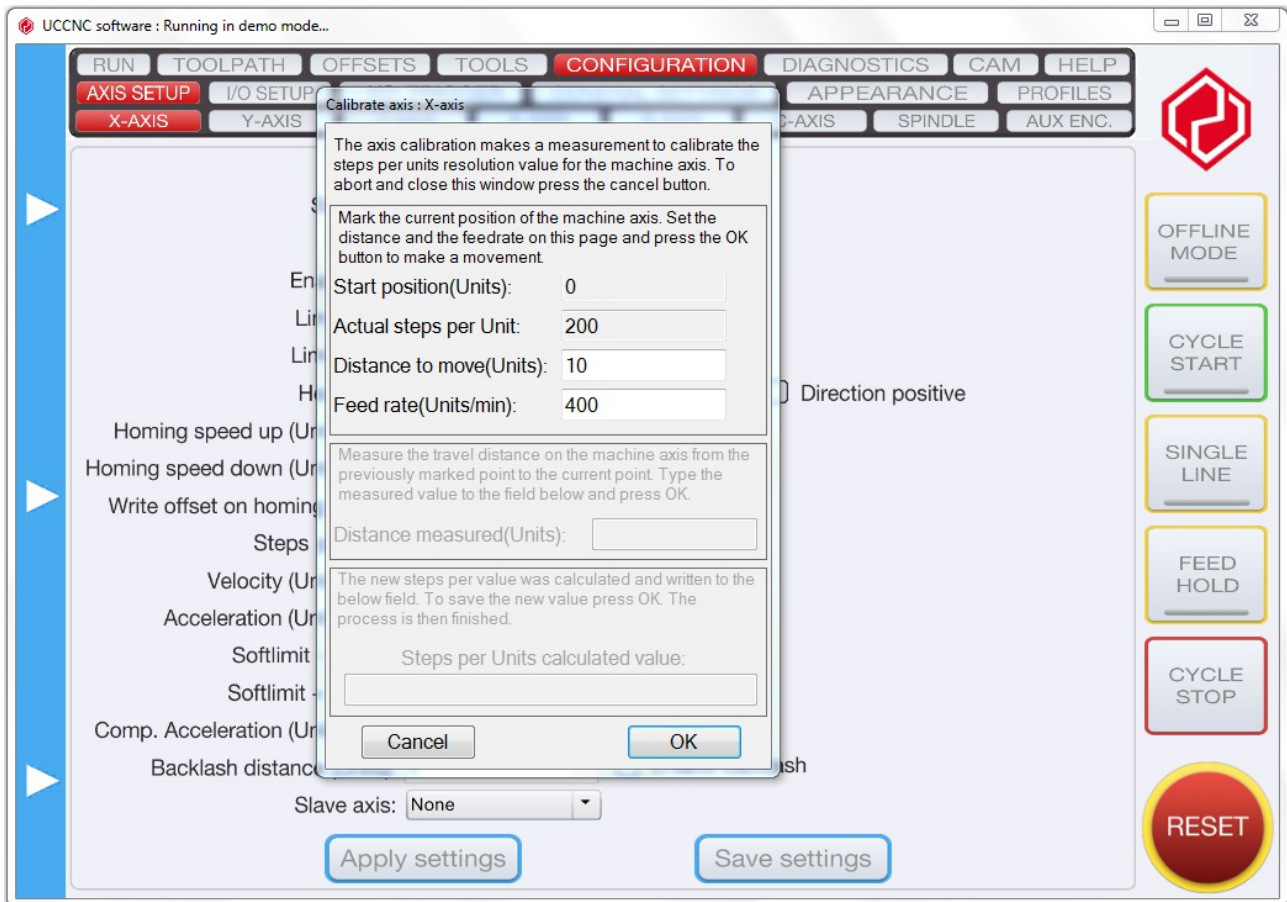 UCCNC software : Running in demo mode...
RUN TOOLPATH OFFSETS TOOLS CONFIGURATION DIAGNOSTICS CAM HELP
AXIS SETUP I/O SETUP APPEARANCE PROFILES
X-AXIS Y-AXIS C-AXIS SPINDLE AUX ENC.
Calibrate axis : X-axis
The axis calibration makes a measurement to calibrate the
steps per units resolution value for the machine axis. To
abort and close this window press the cancel button.
Mark the current position of the machine axis. Set the
distance and the feedrate on this page and press the OK
button to make a movement.
Start position(Units): 0
Actual steps per Unit: 200
Distance to move(Units): 10
Feed rate(Units/min): 400
Measure the travel distance on the machine axis from the
previously marked point to the current point. Type the
measured value to the field below and press OK.
Distance measured(Units):
The new steps per value was calculated and written to the
below field. To save the new value press OK. The
process is then finished.
Steps per Units calculated value:
Cancel OK
Direction positive
Homing speed up (Un
Homing speed down (Un
Write offset on homing
Steps
Velocity (Un
Acceleration (Un
Softlimit
Softlimit -
Comp. Acceleration (Un
Backlash distance
Slave axis: None
Apply settings Save settings
OFFLINE
MODE
CYCLE
START
SINGLE
LINE
FEED
HOLD
CYCLE
STOP
RESET